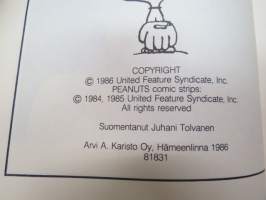 COPYRIGHT
© 1986 United Feature Syndicate, Inc.
PEANUTS comic strips:
© 1984, 1985 United Feature Syndicate, Inc.
All rights reserved
Suomentanut Juhani Tolvanen
Arvi A. Karisto Oy, Hämeenlinna 1986
81831